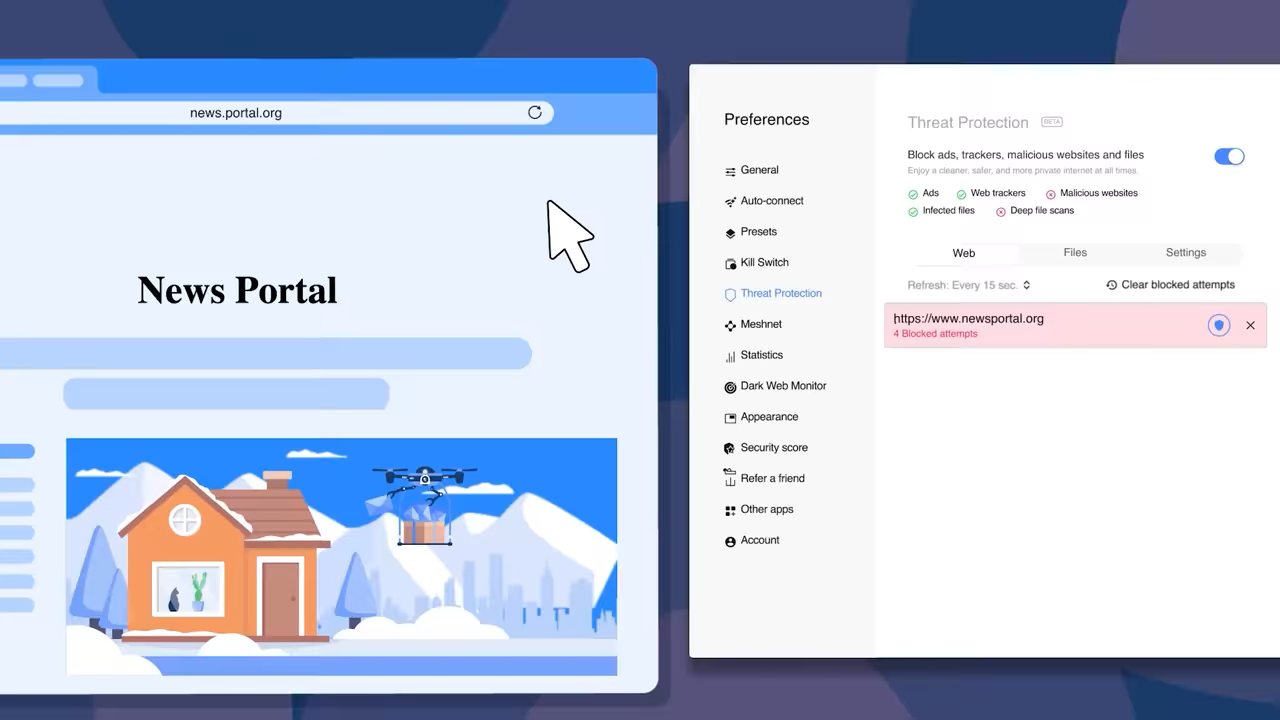 news.portal.org
News Portal
Preferences
General
Auto-connect
Presets
Kill Switch
Threat Protection
Meshnet
Statistics
Dark Web Monitor
Appearance
Security score
Refer a friend
Other apps
Account
Threat Protection BETA
Block ads, trackers, malicious websites and files
Enjoy a cleaner, safer, and more private internet at all times.
Ads Web trackers Malicious websites
Infected files Deep file scans
Web Files Settings
Refresh: Every 15 sec. Clear blocked attempts
https://www.newsportal.org
4 Blocked attempts